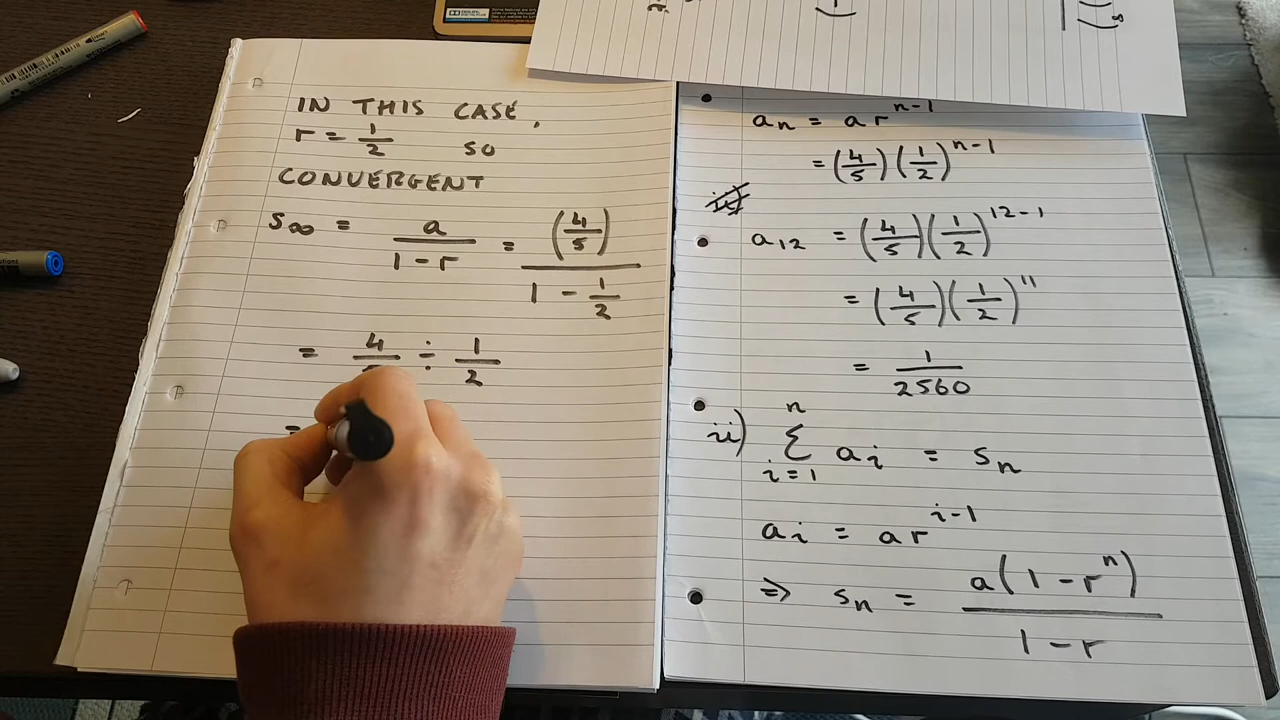 IN THIS CASE,
r = 1/2 so
CONVERGENT
S∞ = a/(1-r) = (4/5)/(1 - 1/2)
= 4/5 ÷ 1/2
=
aₙ = ar^(n-1)
= (4/5)(1/2)^(n-1)
a₁₂ = (4/5)(1/2)^(12-1)
= (4/5)(1/2)^11
= 1/2560
ii) Σ_(i=1)^n aᵢ = Sₙ
aᵢ = ar^(i-1)
⇒ Sₙ = a(1-r^n)/(1-r)